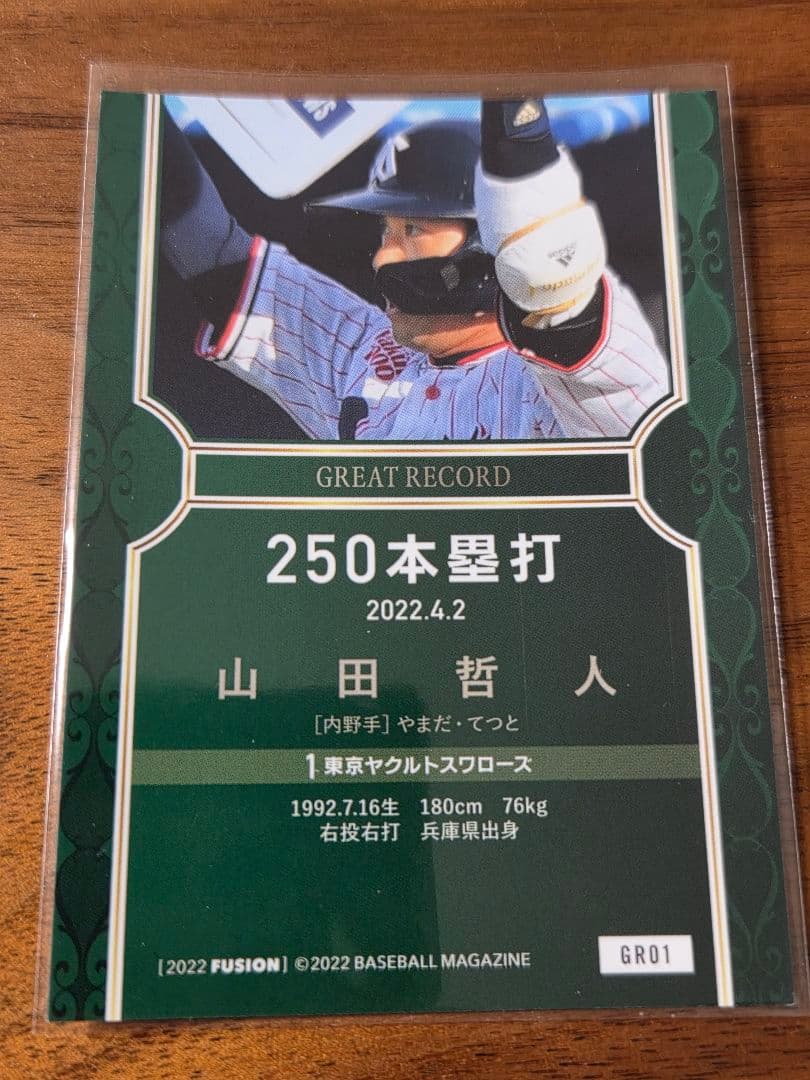 adidas
GREAT RECORD
250本塁打
2022.4.2
山田哲人
[内野手] やまだ・てつと
1 東京ヤクルトスワローズ
1992.7.16生 180cm 76kg
右投右打 兵庫県出身
[2022 FUSION] ©2022 BASEBALL MAGAZINE
GR01